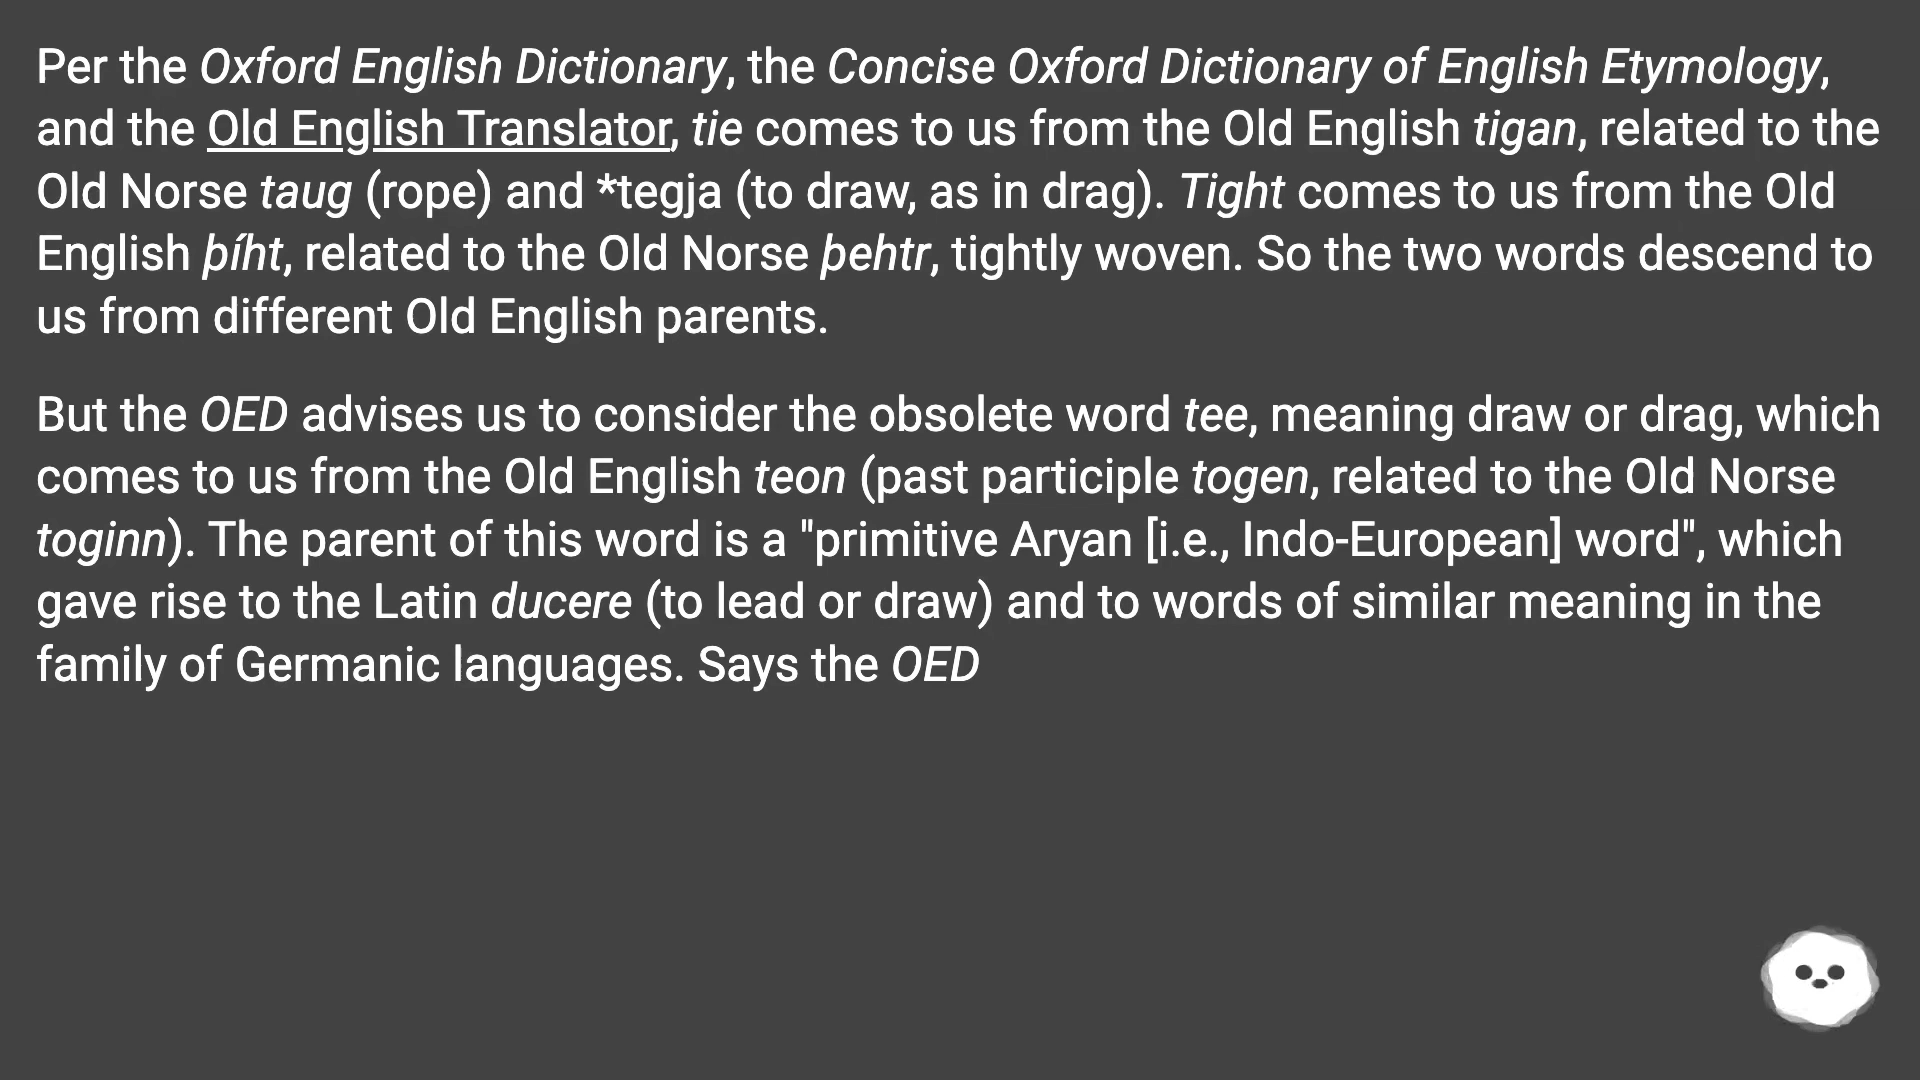 Per the Oxford English Dictionary, the Concise Oxford Dictionary of English Etymology,
and the Old English Translator, tie comes to us from the Old English tigan, related to the
Old Norse taug (rope) and *tegja (to draw, as in drag). Tight comes to us from the Old
English þíht, related to the Old Norse þehtr, tightly woven. So the two words descend to
us from different Old English parents.
But the OED advises us to consider the obsolete word tee, meaning draw or drag, which
comes to us from the Old English teon (past participle togen, related to the Old Norse
toginn). The parent of this word is a "primitive Aryan [i.e., Indo-European] word", which
gave rise to the Latin ducere (to lead or draw) and to words of similar meaning in the
family of Germanic languages. Says the OED